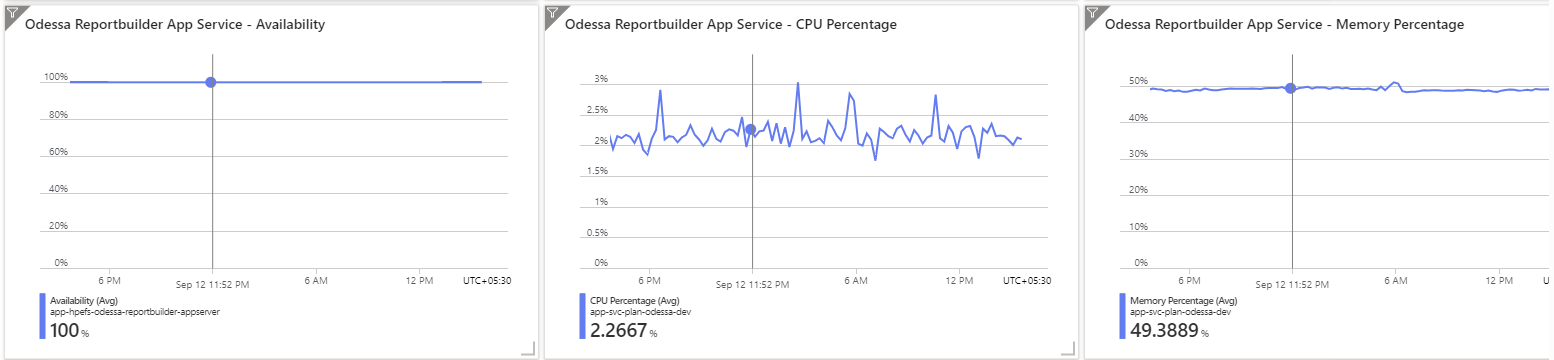 Odessa Reportbuilder App Service - Availability
100%
80%
60%
40%
20%
0%
6 PM
Sep 12 11:52 PM
6 AM
12 PM
UTC+05:30
Availability (Avg)
app-hpefs-odessa-reportbuilder-appserver
100 %
Odessa Reportbuilder App Service - CPU Percentage
3%
2.5%
2%
1.5%
1%
0.5%
0%
6 PM
Sep 12 11:52 PM
6 AM
12 PM
UTC+05:30
CPU Percentage (Avg)
app-svc-plan-odessa-dev
2.2667 %
Odessa Reportbuilder App Service - Memory Percentage
50%
40%
30%
20%
10%
0%
6 PM
Sep 12 11:52 PM
6 AM
12 PM
U
Memory Percentage (Avg)
app-svc-plan-odessa-dev
49.3889 %